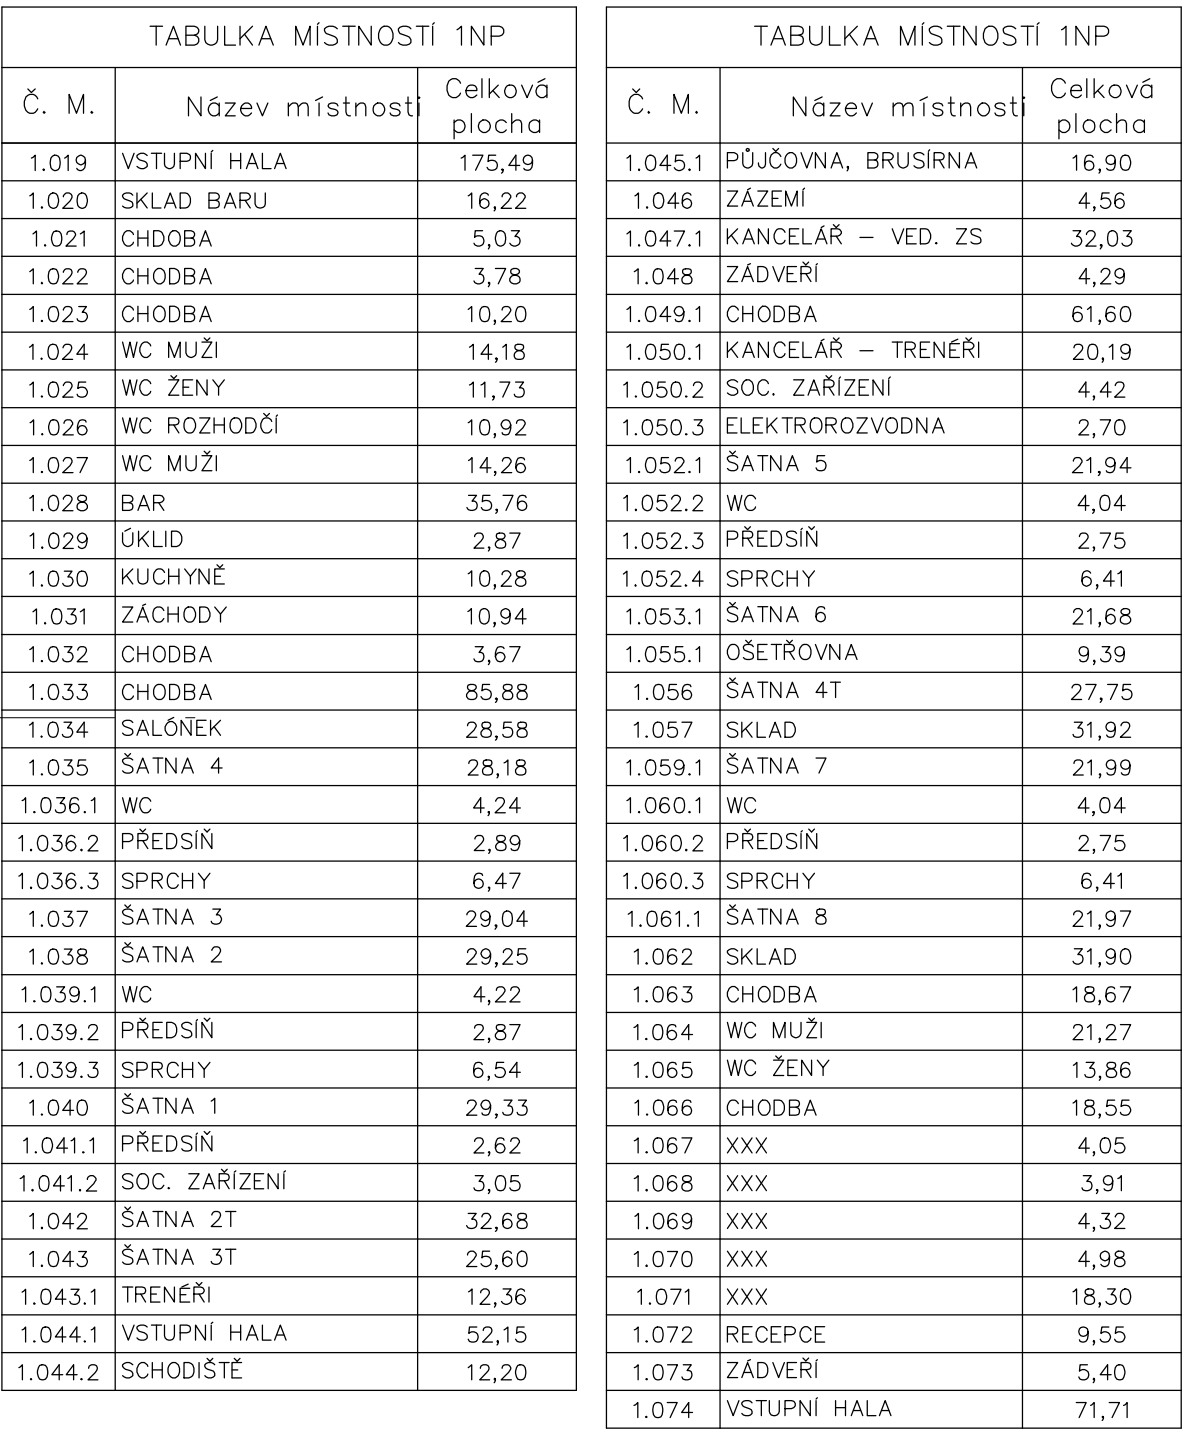 TABULKA MÍSTNOSTÍ 1NP
Č. M. Název místnosti Celková plocha
1.019 VSTUPNÍ HALA 175,49
1.020 SKLAD BARU 16,22
1.021 CHDOBA 5,03
1.022 CHODBA 3,78
1.023 CHODBA 10,20
1.024 WC MUŽI 14,18
1.025 WC ŽENY 11,73
1.026 WC ROZHODČÍ 10,92
1.027 WC MUŽI 14,26
1.028 BAR 35,76
1.029 ÚKLID 2,87
1.030 KUCHYNĚ 10,28
1.031 ZÁCHODY 10,94
1.032 CHODBA 3,67
1.033 CHODBA 85,88
1.034 SALÓNEK 28,58
1.035 ŠATNA 4 28,18
1.036.1 WC 4,24
1.036.2 PŘEDSÍŇ 2,89
1.036.3 SPRCHY 6,47
1.037 ŠATNA 3 29,04
1.038 ŠATNA 2 29,25
1.039.1 WC 4,22
1.039.2 PŘEDSÍŇ 2,87
1.039.3 SPRCHY 6,54
1.040 ŠATNA 1 29,33
1.041.1 PŘEDSÍŇ 2,62
1.041.2 SOC. ZAŘÍZENÍ 3,05
1.042 ŠATNA 2T 32,68
1.043 ŠATNA 3T 25,60
1.043.1 TRENÉŘI 12,36
1.044.1 VSTUPNÍ HALA 52,15
1.044.2 SCHODIŠTĚ 12,20
TABULKA MÍSTNOSTÍ 1NP
Č. M. Název místnosti Celková plocha
1.045.1 PŮJČOVNA, BRUSÍRNA 16,90
1.046 ZÁZEMÍ 4,56
1.047.1 KANCELÁŘ – VED. ZS 32,03
1.048 ZÁDVEŘÍ 4,29
1.049.1 CHODBA 61,60
1.050.1 KANCELÁŘ – TRENÉŘI 20,19
1.050.2 SOC. ZAŘÍZENÍ 4,42
1.050.3 ELEKTROROZVODNA 2,70
1.052.1 ŠATNA 5 21,94
1.052.2 WC 4,04
1.052.3 PŘEDSÍŇ 2,75
1.052.4 SPRCHY 6,41
1.053.1 ŠATNA 6 21,68
1.055.1 OŠETŘOVNA 9,39
1.056 ŠATNA 4T 27,75
1.057 SKLAD 31,92
1.059.1 ŠATNA 7 21,99
1.060.1 WC 4,04
1.060.2 PŘEDSÍŇ 2,75
1.060.3 SPRCHY 6,41
1.061.1 ŠATNA 8 21,97
1.062 SKLAD 31,90
1.063 CHODBA 18,67
1.064 WC MUŽI 21,27
1.065 WC ŽENY 13,86
1.066 CHODBA 18,55
1.067 XXX 4,05
1.068 XXX 3,91
1.069 XXX 4,32
1.070 XXX 4,98
1.071 XXX 18,30
1.072 RECEPCE 9,55
1.073 ZÁDVEŘÍ 5,40
1.074 VSTUPNÍ HALA 71,71